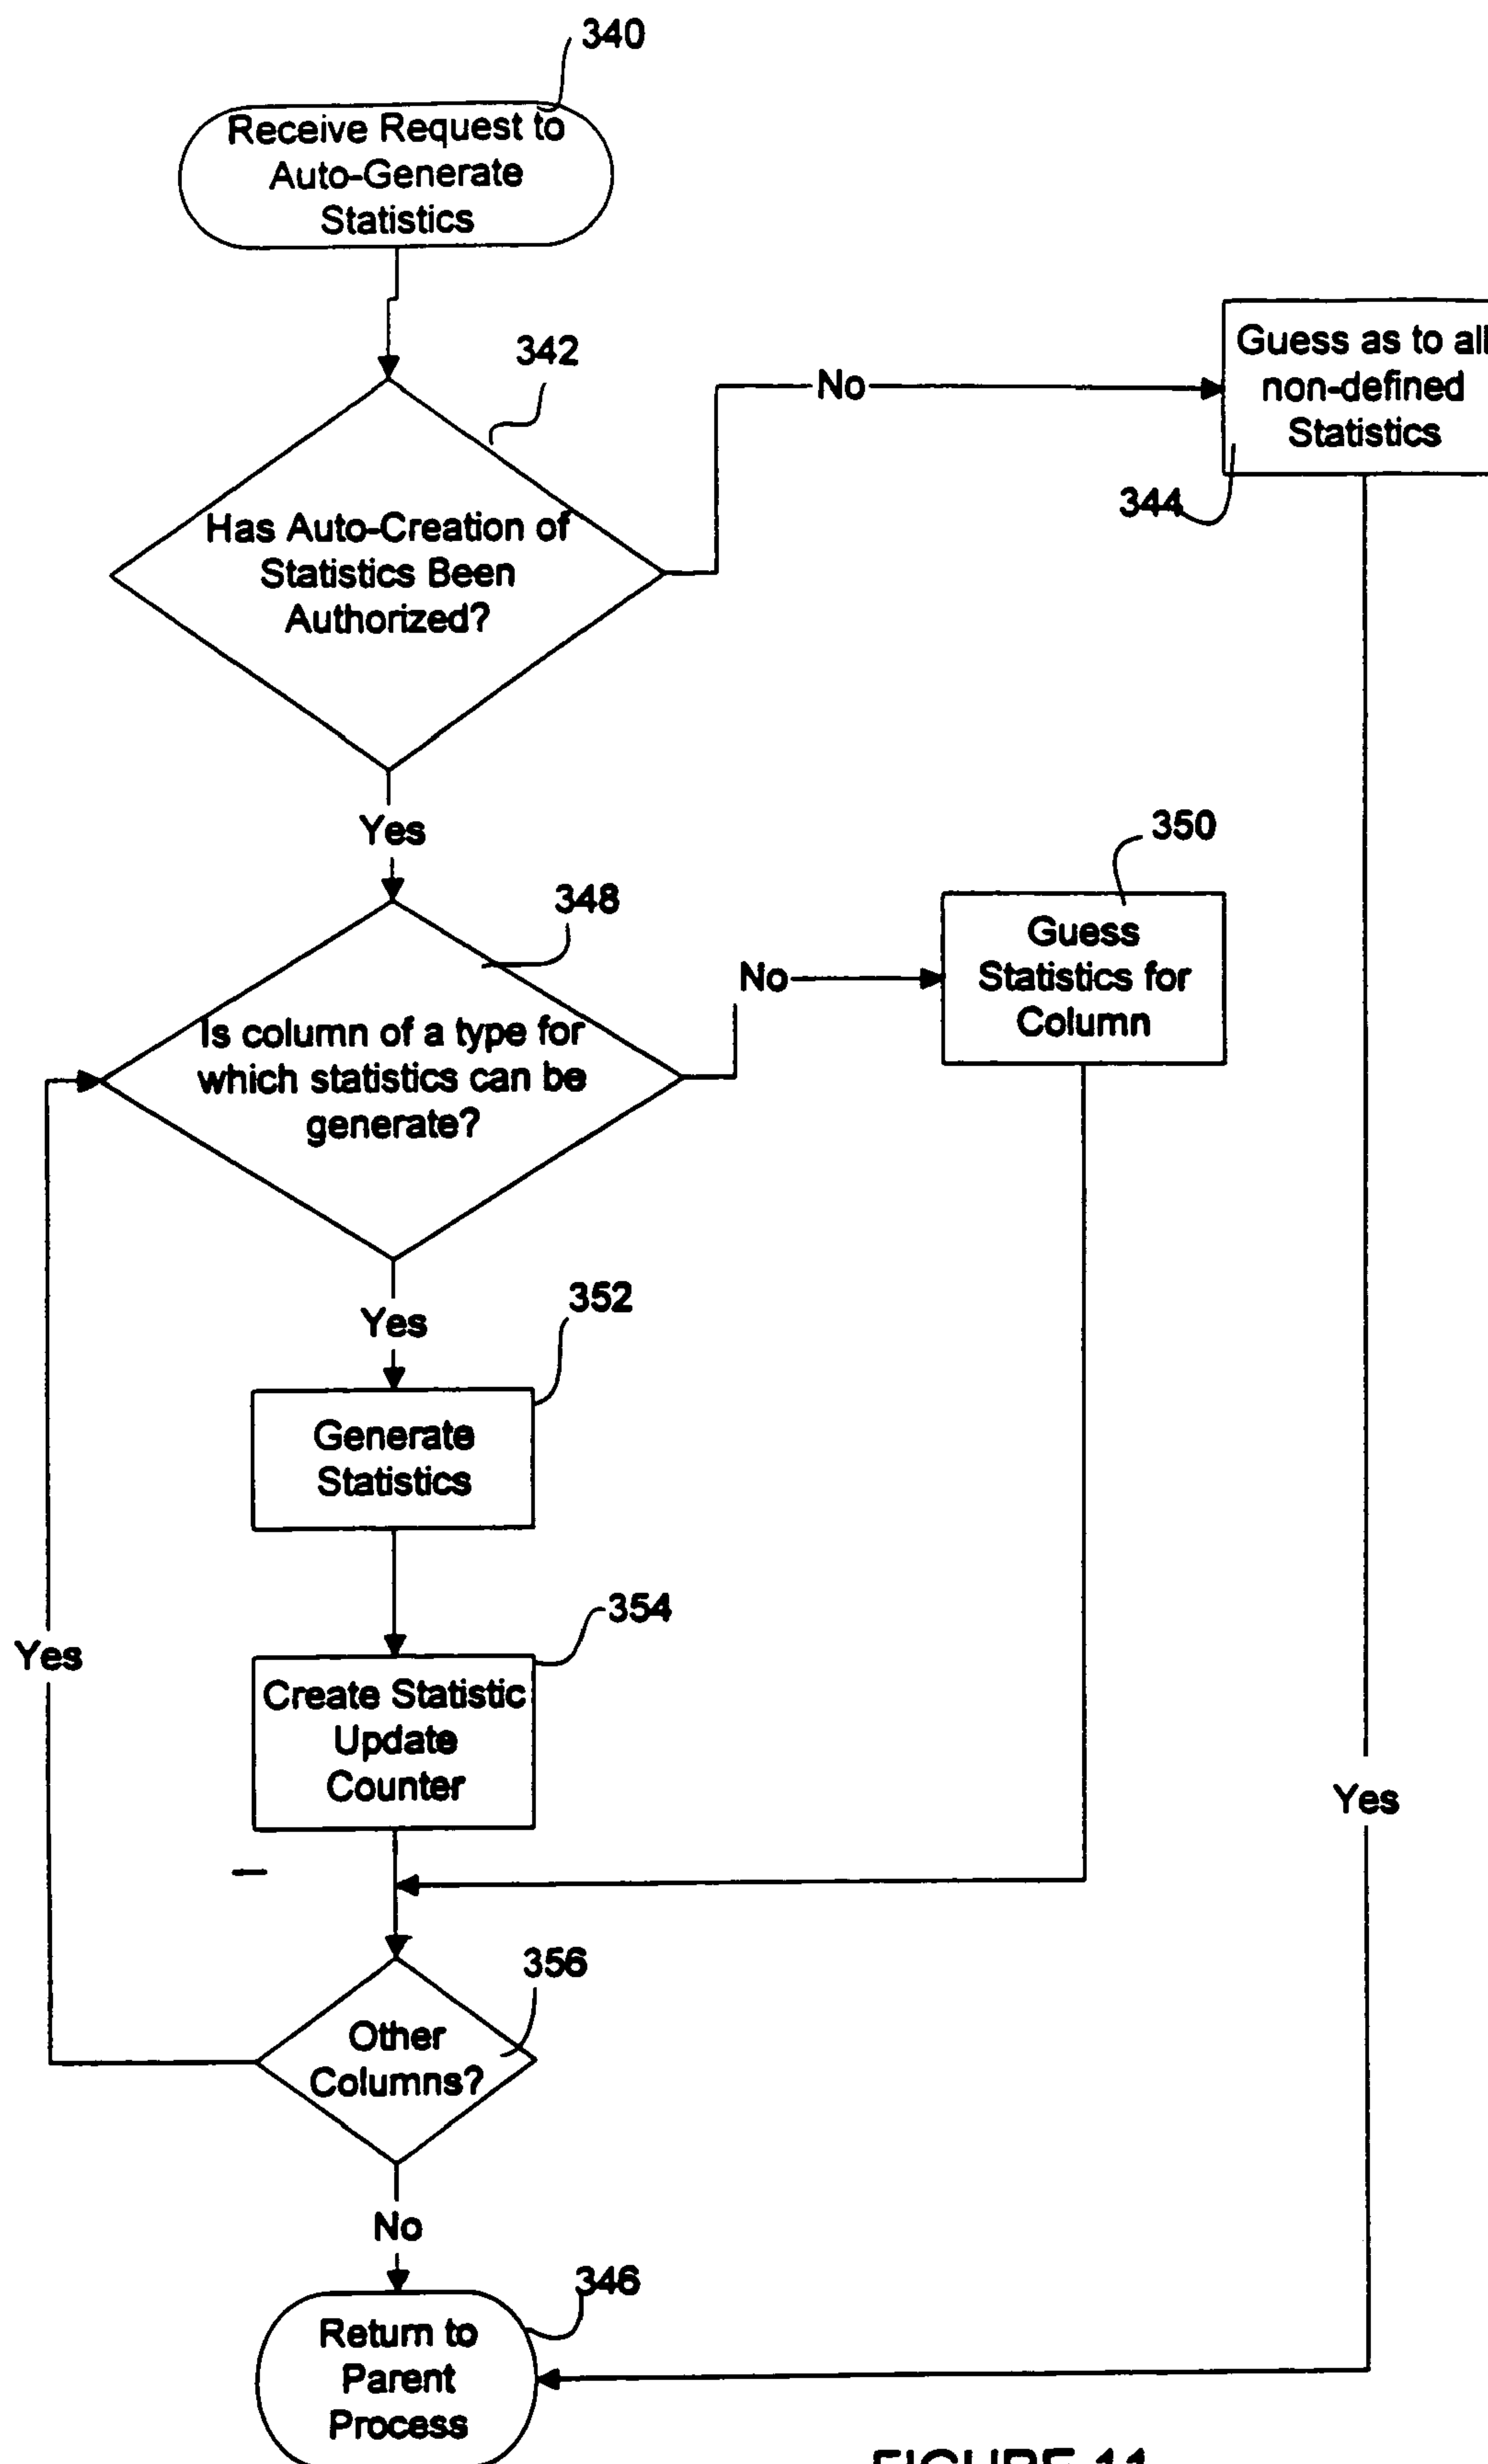 340
Receive Request to
Auto-Generate
Statistics
342
Has Auto-Creation of
Statistics Been
Authorized?
No
Guess as to all
non-defined
Statistics
344
Yes
348
Is column of a type for
which statistics can be
generate?
No
350
Guess
Statistics for
Column
Yes
352
Generate
Statistics
354
Create Statistic
Update
Counter
Yes
Yes
356
Other
Columns?
No
346
Return to
Parent
Process
FIGURE 11